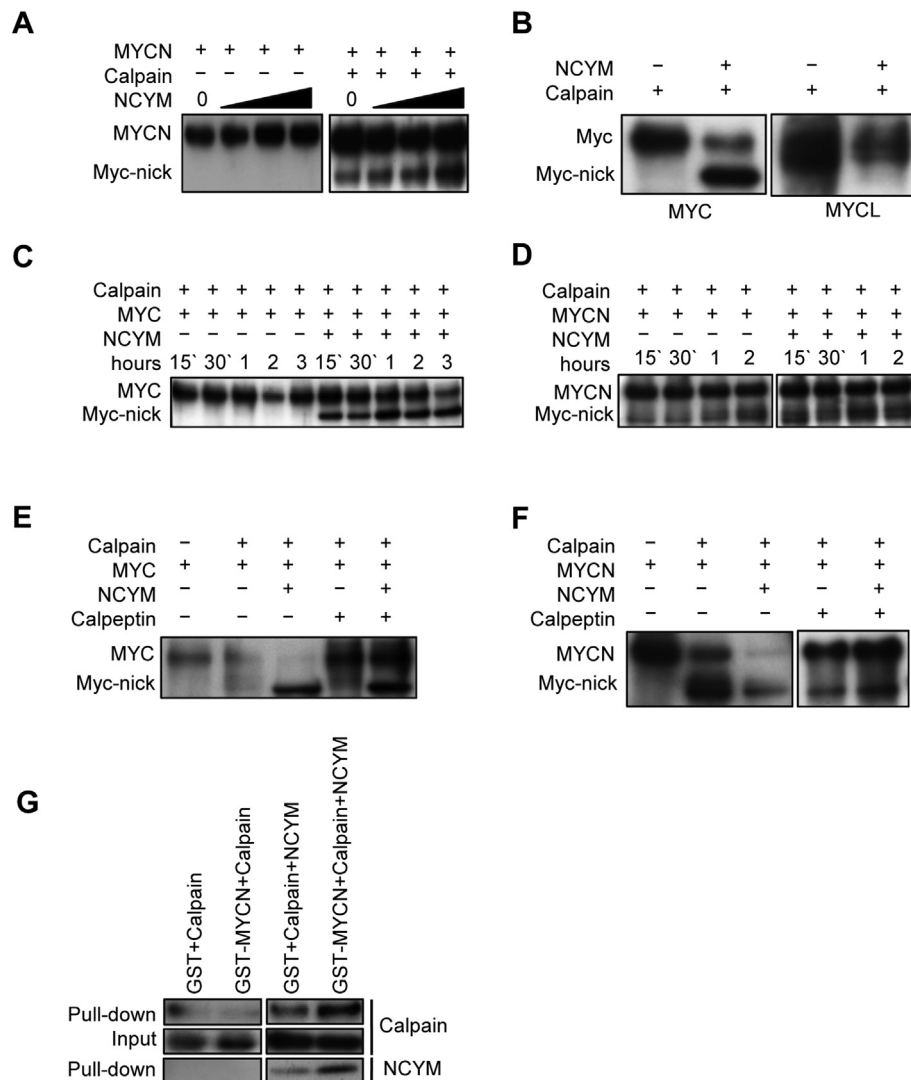 A
MYCN + + + + + + + +
Calpain − − − − + + + +
NCYM 0 0
MYCN
Myc-nick
B
NCYM − + − +
Calpain + + + +
Myc
Myc-nick
MYC MYCL
C
Calpain + + + + + + + + + +
MYC + + + + + + + + + +
NCYM − − − − − + + + + +
hours 15` 30` 1 2 3 15` 30` 1 2 3
MYC
Myc-nick
D
Calpain + + + + + + + +
MYCN + + + + + + + +
NCYM − − − − + + + +
hours 15` 30` 1 2 15` 30` 1 2
MYCN
Myc-nick
E
Calpain − + + + +
MYC + + + + +
NCYM − − + − +
Calpeptin − − − + +
MYC
Myc-nick
F
Calpain − + + + +
MYCN + + + + +
NCYM − − + − +
Calpeptin − − − + +
MYCN
Myc-nick
G
GST+Calpain
GST-MYCN+Calpain
GST+Calpain+NCYM
GST-MYCN+Calpain+NCYM
Pull-down
Input
Calpain
Pull-down NCYM